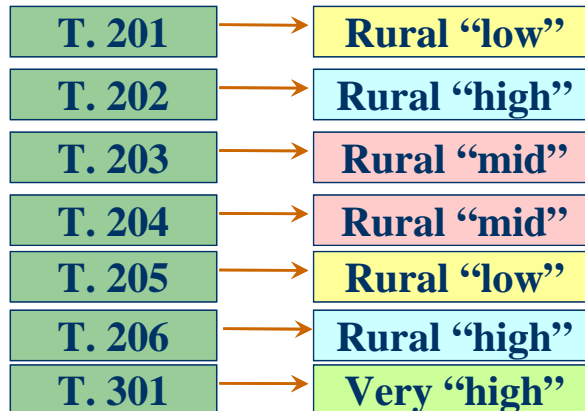 T. 201 Rural “low”
T. 202 Rural “high”
T. 203 Rural “mid”
T. 204 Rural “mid”
T. 205 Rural “low”
T. 206 Rural “high”
T. 301 Very “high”